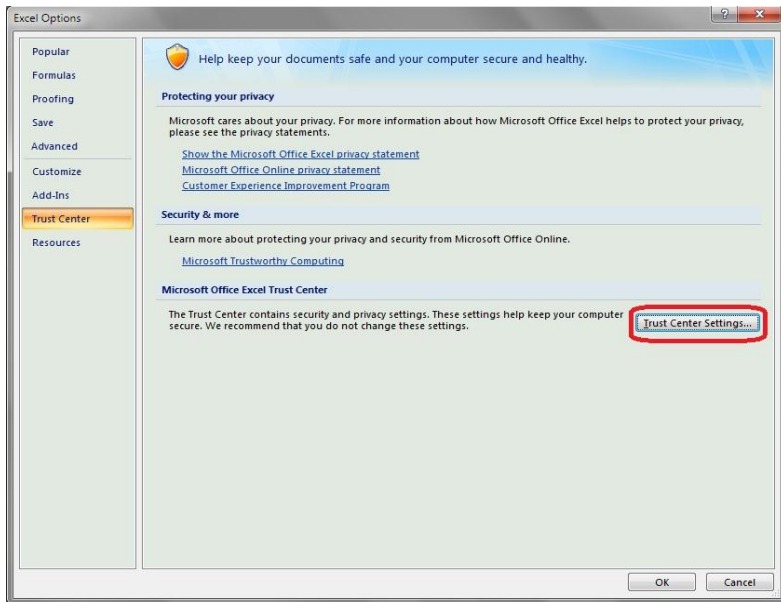 Excel Options
Popular
Formulas
Proofing
Save
Advanced
Customize
Add-Ins
Trust Center
Resources
Help keep your documents safe and your computer secure and healthy.
Protecting your privacy
Microsoft cares about your privacy. For more information about how Microsoft Office Excel helps to protect your privacy,
please see the privacy statements.
Show the Microsoft Office Excel privacy statement
Microsoft Office Online privacy statement
Customer Experience Improvement Program
Security & more
Learn more about protecting your privacy and security from Microsoft Office Online.
Microsoft Trustworthy Computing
Microsoft Office Excel Trust Center
The Trust Center contains security and privacy settings. These settings help keep your computer
secure. We recommend that you do not change these settings.
Trust Center Settings...
OK
Cancel